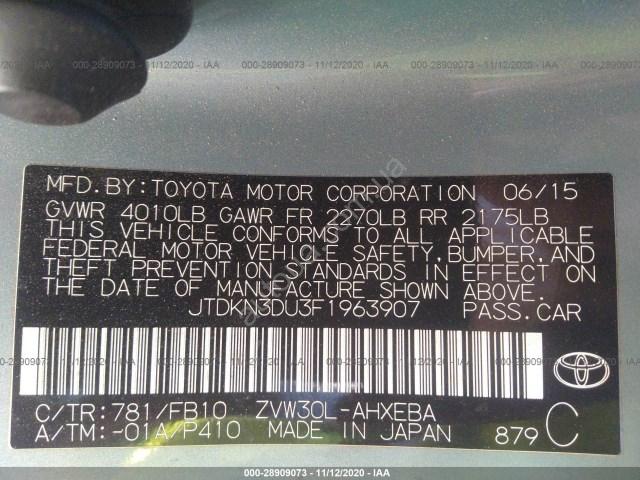 000-28909073 - 11/12/2020 - IAA
MFD.BY:TOYOTA MOTOR CORPORATION 06/15
GVWR 4010LB GAWR FR 2270LB RR 2175LB
THIS VEHICLE CONFORMS TO ALL APPLICABLE
FEDERAL MOTOR VEHICLE SAFETY,BUMPER,AND
THEFT PREVENTION STANDARDS IN EFFECT ON
THE DATE OF MANUFACTURE SHOWN ABOVE.
JTDKN3DU3F1963907 PASS.CAR
C/TR:781/FB10 ZVW30L-AHXEBA
A/TM:-01A/P410 MADE IN JAPAN 879 C
000-28909073 - 11/12/2020 - IAA